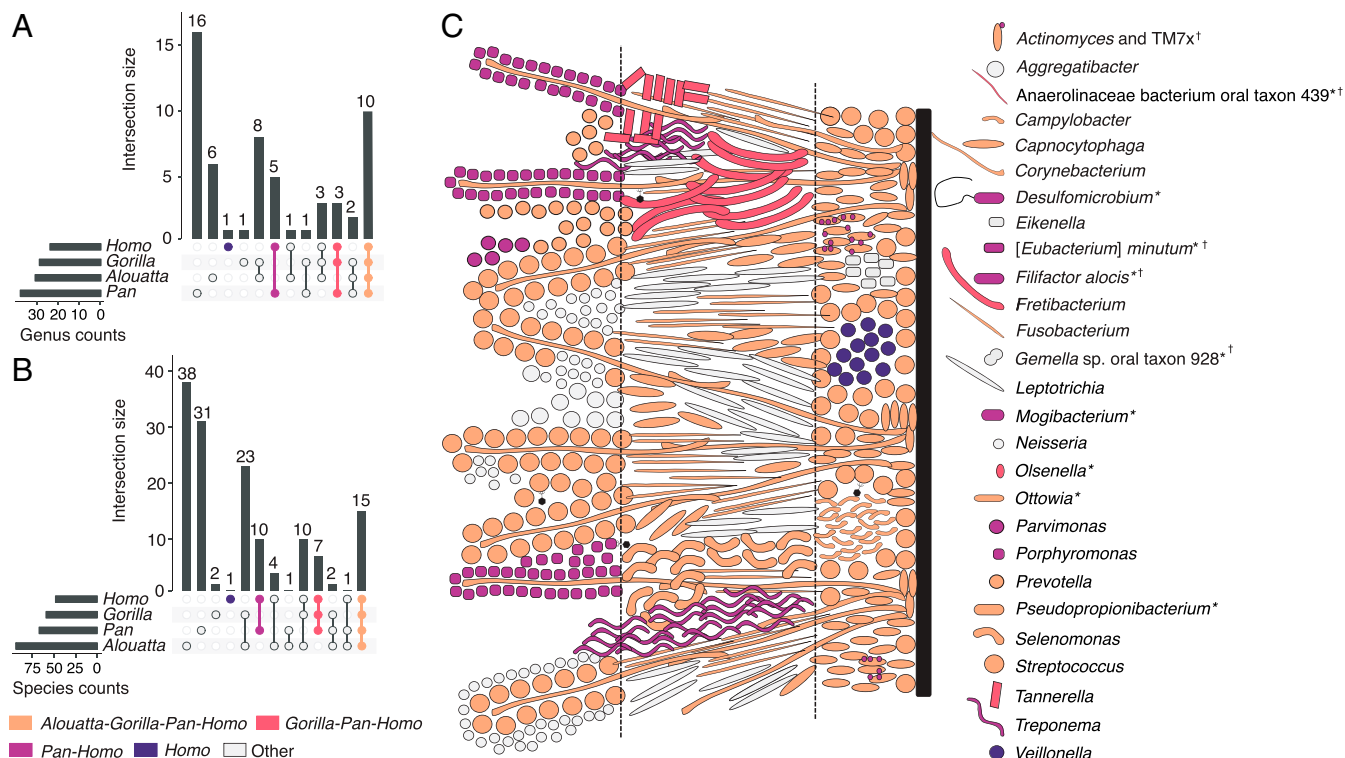 A
Intersection size
15
10
5
0
16
6
1
1
8
5
1
1
3
3
2
10
Homo
Gorilla
Alouatta
Pan
30 20 10 0
Genus counts
B
Intersection size
40
30
20
10
0
38
31
2
1
23
10
4
1
10
7
2
1
15
Homo
Gorilla
Pan
Alouatta
75 50 25 0
Species counts
Alouatta-Gorilla-Pan-Homo
Gorilla-Pan-Homo
Pan-Homo
Homo
Other
C
Actinomyces and TM7x†
Aggregatibacter
Anaerolinaceae bacterium oral taxon 439*†
Campylobacter
Capnocytophaga
Corynebacterium
Desulfomicrobium*
Eikenella
[Eubacterium] minutum*†
Filifactor alocis*†
Fretibacterium
Fusobacterium
Gemella sp. oral taxon 928*†
Leptotrichia
Mogibacterium*
Neisseria
Olsenella*
Ottowia*
Parvimonas
Porphyromonas
Prevotella
Pseudopropionibacterium*
Selenomonas
Streptococcus
Tannerella
Treponema
Veillonella